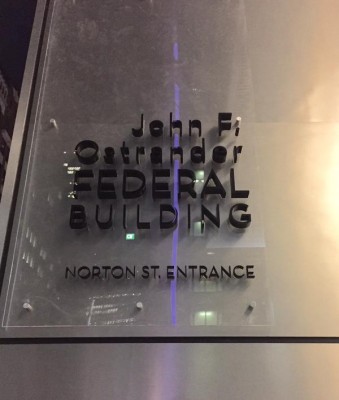 John F.
Ostrander
FEDERAL
BUILDING
NORTON ST. ENTRANCE